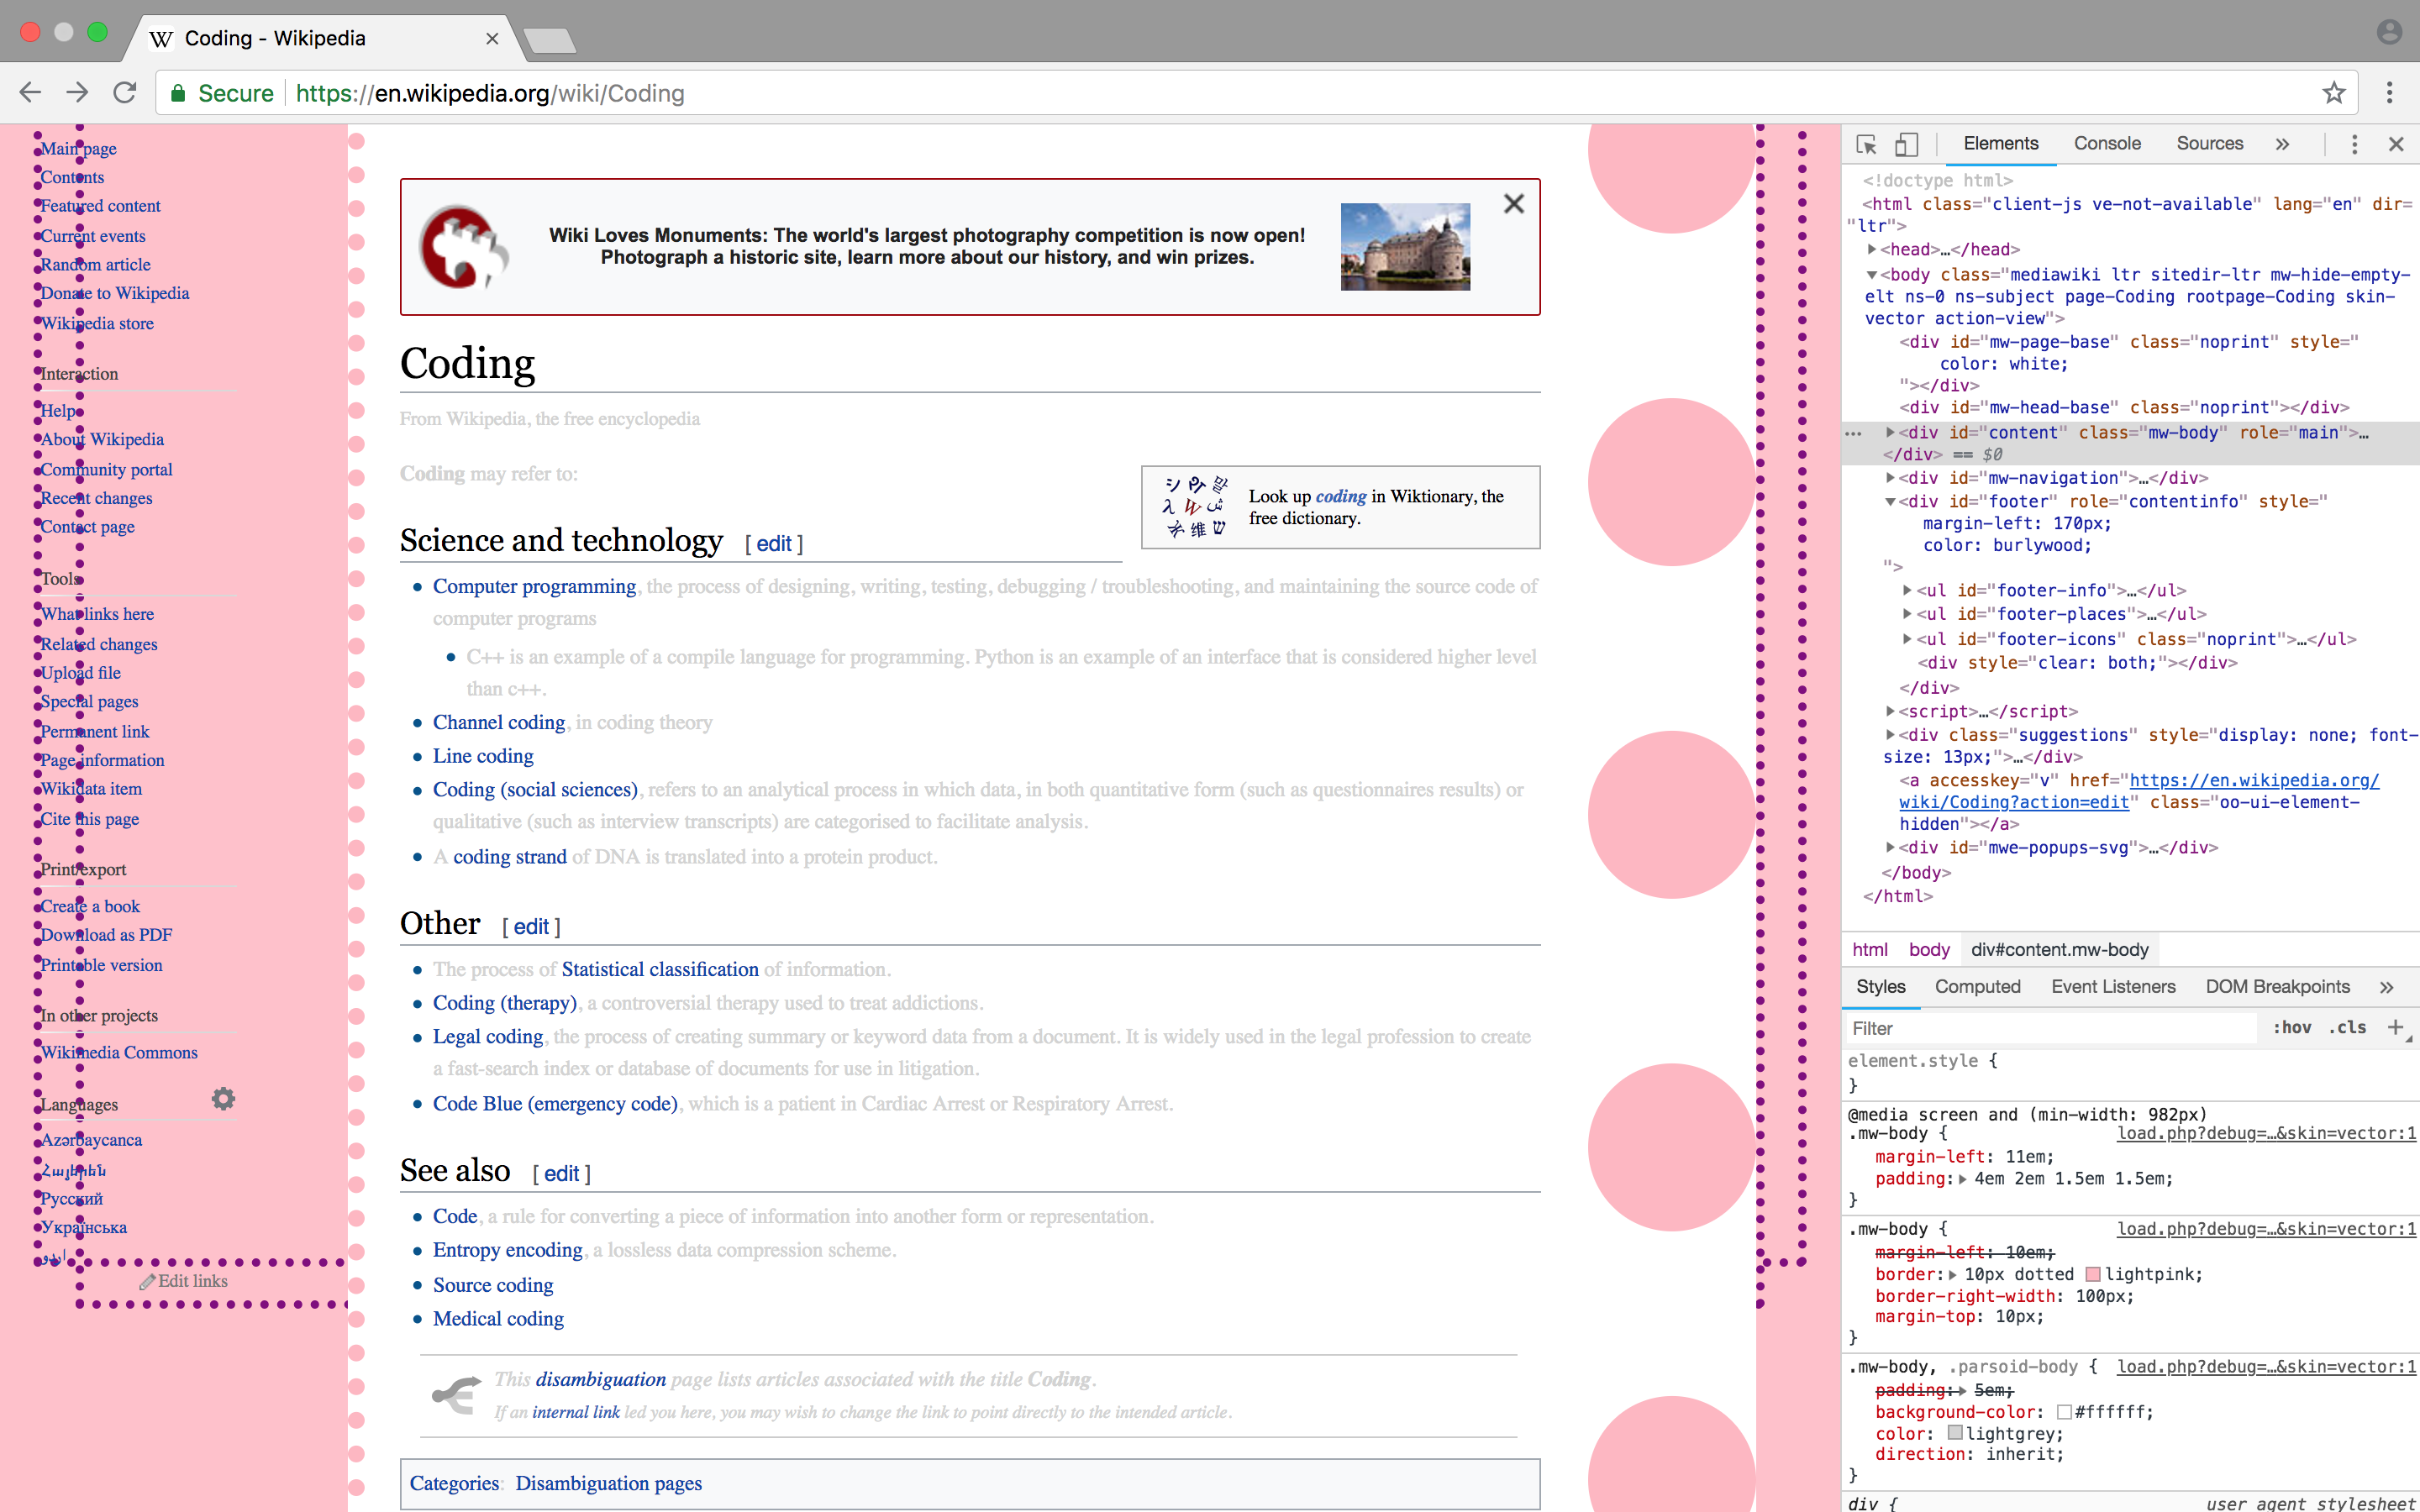 Coding - Wikipedia
Secure https://en.wikipedia.org/wiki/Coding
Main page
Contents
Featured content
Current events
Random article
Donate to Wikipedia
Wikipedia store
Interaction
Help
About Wikipedia
Community portal
Recent changes
Contact page
Tools
What links here
Related changes
Upload file
Special pages
Permanent link
Page information
Wikidata item
Cite this page
Print/export
Create a book
Download as PDF
Printable version
In other projects
Wikimedia Commons
Languages
Azərbaycanca
Հայերեն
Русский
Українська
اردو
Edit links
Wiki Loves Monuments: The world's largest photography competition is now open!
Photograph a historic site, learn more about our history, and win prizes.
Coding
From Wikipedia, the free encyclopedia
Coding may refer to:
Look up coding in Wiktionary, the
free dictionary.
Science and technology [ edit ]
Computer programming, the process of designing, writing, testing, debugging / troubleshooting, and maintaining the source code of
computer programs
C++ is an example of a compile language for programming. Python is an example of an interface that is considered higher level
than c++.
Channel coding, in coding theory
Line coding
Coding (social sciences), refers to an analytical process in which data, in both quantitative form (such as questionnaires results) or
qualitative (such as interview transcripts) are categorised to facilitate analysis.
A coding strand of DNA is translated into a protein product.
Other [ edit ]
The process of Statistical classification of information.
Coding (therapy), a controversial therapy used to treat addictions.
Legal coding, the process of creating summary or keyword data from a document. It is widely used in the legal profession to create
a fast-search index or database of documents for use in litigation.
Code Blue (emergency code), which is a patient in Cardiac Arrest or Respiratory Arrest.
See also [ edit ]
Code, a rule for converting a piece of information into another form or representation.
Entropy encoding, a lossless data compression scheme.
Source coding
Medical coding
This disambiguation page lists articles associated with the title Coding.
If an internal link led you here, you may wish to change the link to point directly to the intended article.
Categories: Disambiguation pages
Elements Console Sources »
<!doctype html>
<html class="client-js ve-not-available" lang="en" dir=
"ltr">
<head>…</head>
<body class="mediawiki ltr sitedir-ltr mw-hide-empty-
elt ns-0 ns-subject page-Coding rootpage-Coding skin-
vector action-view">
<div id="mw-page-base" class="noprint" style="
color: white;
"></div>
<div id="mw-head-base" class="noprint"></div>
<div id="content" class="mw-body" role="main">…
</div> == $0
<div id="mw-navigation">…</div>
<div id="footer" role="contentinfo" style="
margin-left: 170px;
color: burlywood;
">
<ul id="footer-info">…</ul>
<ul id="footer-places">…</ul>
<ul id="footer-icons" class="noprint">…</ul>
<div style="clear: both;"></div>
</div>
<script>…</script>
<div class="suggestions" style="display: none; font-
size: 13px;">…</div>
<a accesskey="v" href="https://en.wikipedia.org/
wiki/Coding?action=edit" class="oo-ui-element-
hidden"></a>
<div id="mwe-popups-svg">…</div>
</body>
</html>
html body div#content.mw-body
Styles Computed Event Listeners DOM Breakpoints »
Filter :hov .cls +
element.style {
}
@media screen and (min-width: 982px)
.mw-body { load.php?debug=…&skin=vector:1
margin-left: 11em;
padding: 4em 2em 1.5em 1.5em;
}
.mw-body { load.php?debug=…&skin=vector:1
margin-left: 10em;
border: 10px dotted lightpink;
border-right-width: 100px;
margin-top: 10px;
}
.mw-body, .parsoid-body { load.php?debug=…&skin=vector:1
padding: 5em;
background-color: #ffffff;
color: lightgrey;
direction: inherit;
}
div { user agent stylesheet